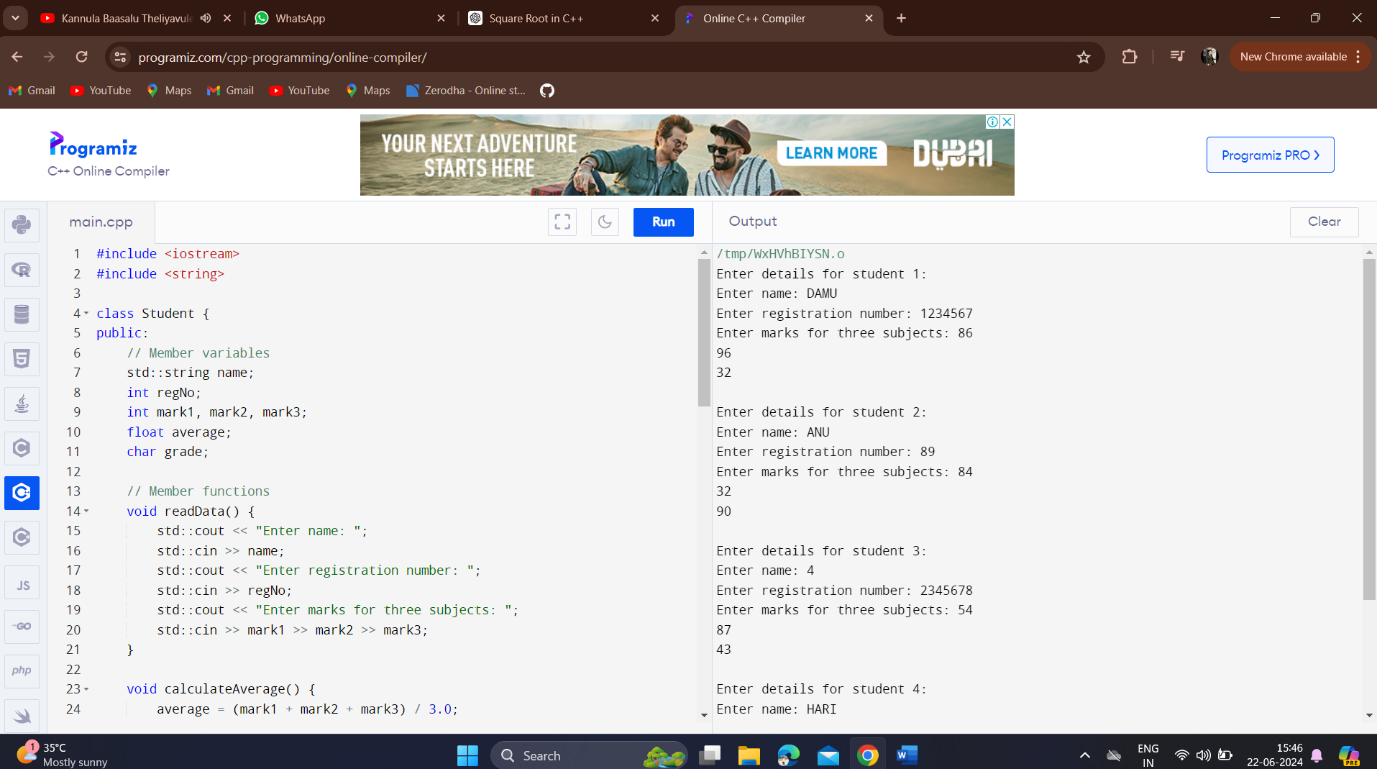 Kannula Baasalu Theliyavule
WhatsApp
Square Root in C++
Online C++ Compiler
programiz.com/cpp-programming/online-compiler/
New Chrome available
Gmail
YouTube
Maps
Gmail
YouTube
Maps
Zerodha - Online st...
Programiz
C++ Online Compiler
YOUR NEXT ADVENTURE
STARTS HERE
LEARN MORE
DUBAI
Programiz PRO >
main.cpp
Run
Output
Clear
1 #include <iostream>
2 #include <string>
3
4 class Student {
5 public:
6 // Member variables
7 std::string name;
8 int regNo;
9 int mark1, mark2, mark3;
10 float average;
11 char grade;
12
13 // Member functions
14 void readData() {
15 std::cout << "Enter name: ";
16 std::cin >> name;
17 std::cout << "Enter registration number: ";
18 std::cin >> regNo;
19 std::cout << "Enter marks for three subjects: ";
20 std::cin >> mark1 >> mark2 >> mark3;
21 }
22
23 void calculateAverage() {
24 average = (mark1 + mark2 + mark3) / 3.0;
/tmp/WxHVhBIYSN.o
Enter details for student 1:
Enter name: DAMU
Enter registration number: 1234567
Enter marks for three subjects: 86
96
32
Enter details for student 2:
Enter name: ANU
Enter registration number: 89
Enter marks for three subjects: 84
32
90
Enter details for student 3:
Enter name: 4
Enter registration number: 2345678
Enter marks for three subjects: 54
87
43
Enter details for student 4:
Enter name: HARI
JS
GO
php
1
35°C
Mostly sunny
Search
ENG
IN
15:46
22-06-2024
PRE